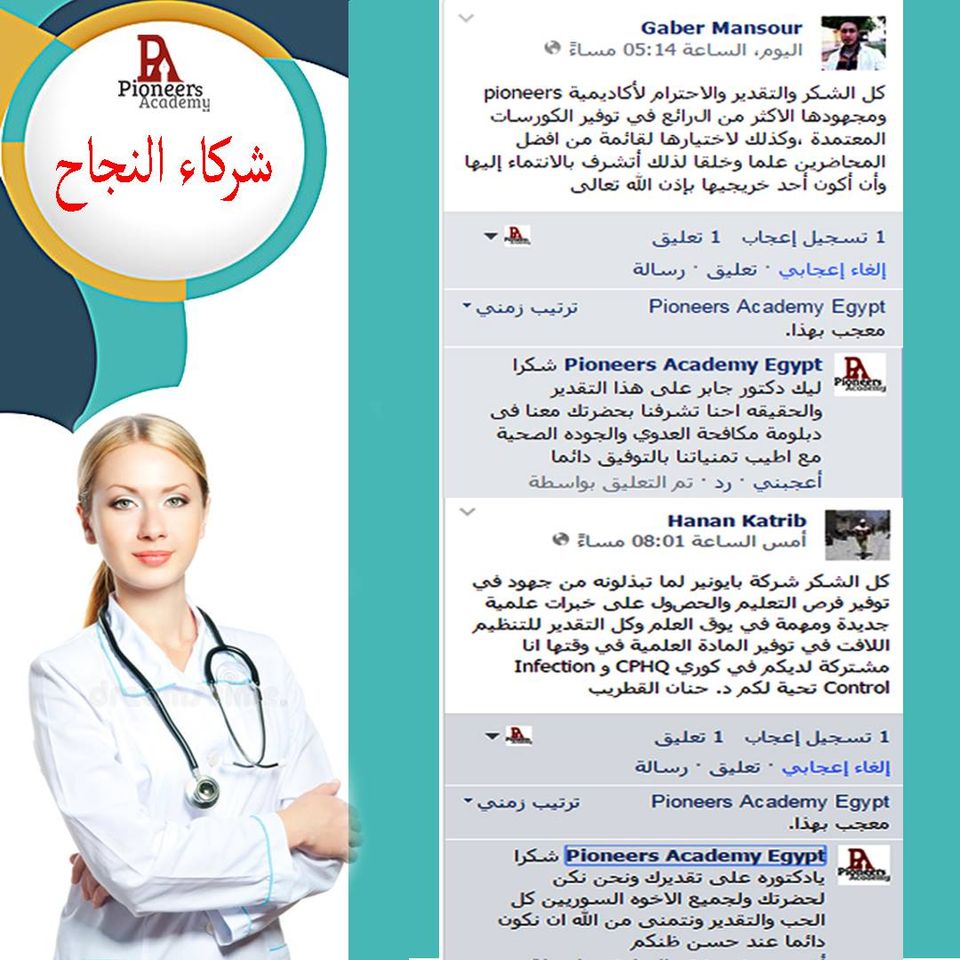 Pioneers
Academy
شركاء النجاح
Gaber Mansour
اليوم، الساعة 05:14 مساءً
كل الشكر والتقدير والاحترام لأكاديمية pioneers
ومجهودها الاكثر من الرائع في توفير الكورسات
المعتمدة ،وكذلك لاختيارها لقائمة من افضل
المحاضرين علما وخلقا لذلك أتشرف بالانتماء إليها
وأن أكون أحد خريجيها بإذن الله تعالى
1 تسجيل إعجاب 1 تعليق
إلغاء إعجابي · تعليق · رسالة
Pioneers Academy Egypt ترتيب زمني
معجب بهذا.
Pioneers Academy Egypt شكرا
ليك دكتور جابر على هذا التقدير
والحقيقه احنا تشرفنا بحضرتك معنا فى
دبلومة مكافحة العدوي والجوده الصحية
مع اطيب تمنياتنا بالتوفيق دائما
أعجبني · رد · تم التعليق بواسطة
Hanan Katrib
أمس الساعة 08:01 مساءً
كل الشكر شركة بايونير لما تبذلونه من جهود في
توفير فرص التعليم والحصول على خبرات علمية
جديدة ومهمة في يوق العلم وكل التقدير للتنظيم
اللافت في توفير المادة العلمية في وقتها انا
مشتركة لديكم في كوري CPHQ و Infection
Control تحية لكم د. حنان القطريب
1 تسجيل إعجاب 1 تعليق
إلغاء إعجابي · تعليق · رسالة
Pioneers Academy Egypt ترتيب زمني
معجب بهذا.
Pioneers Academy Egypt شكرا
يادكتوره على تقديرك ونحن نكن
لحضرتك ولجميع الاخوه السوريين كل
الحب والتقدير ونتمنى من الله ان نكون
دائما عند حسن ظنكم